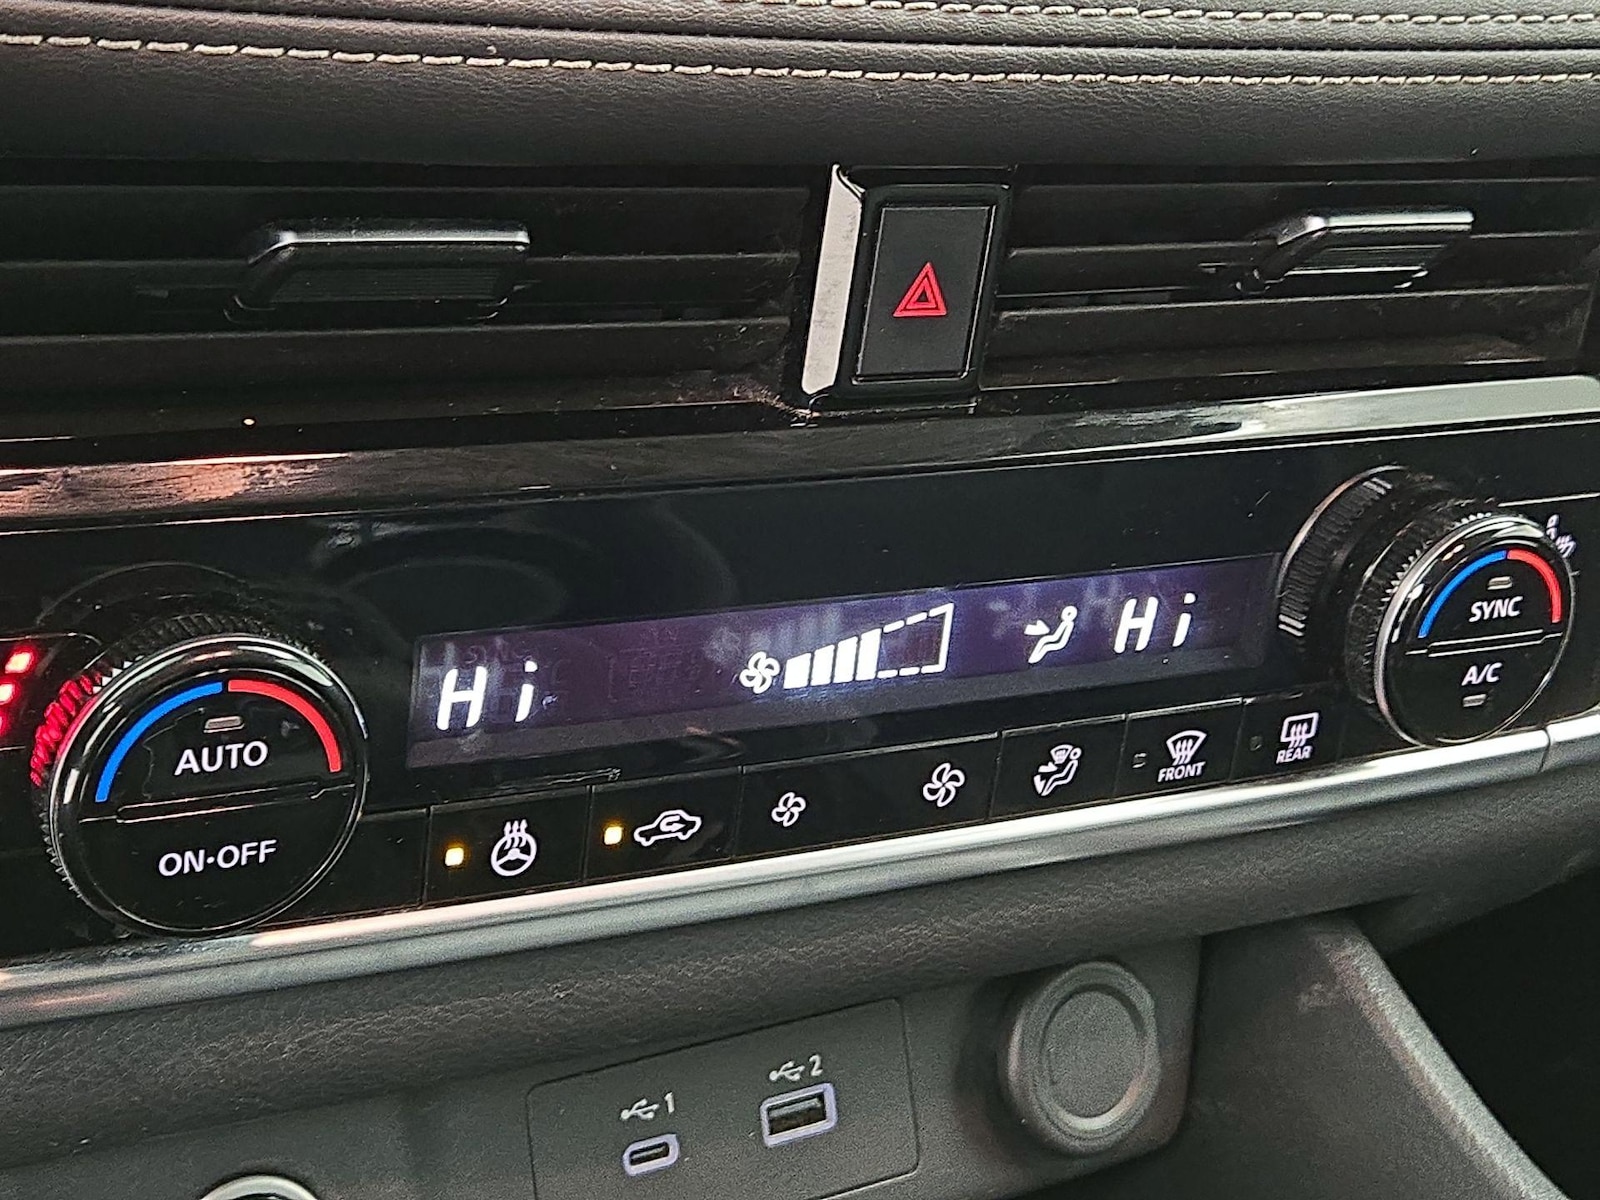 SYNC
A/C
Hi
Hi
AUTO
ON·OFF
FRONT
REAR
1
2